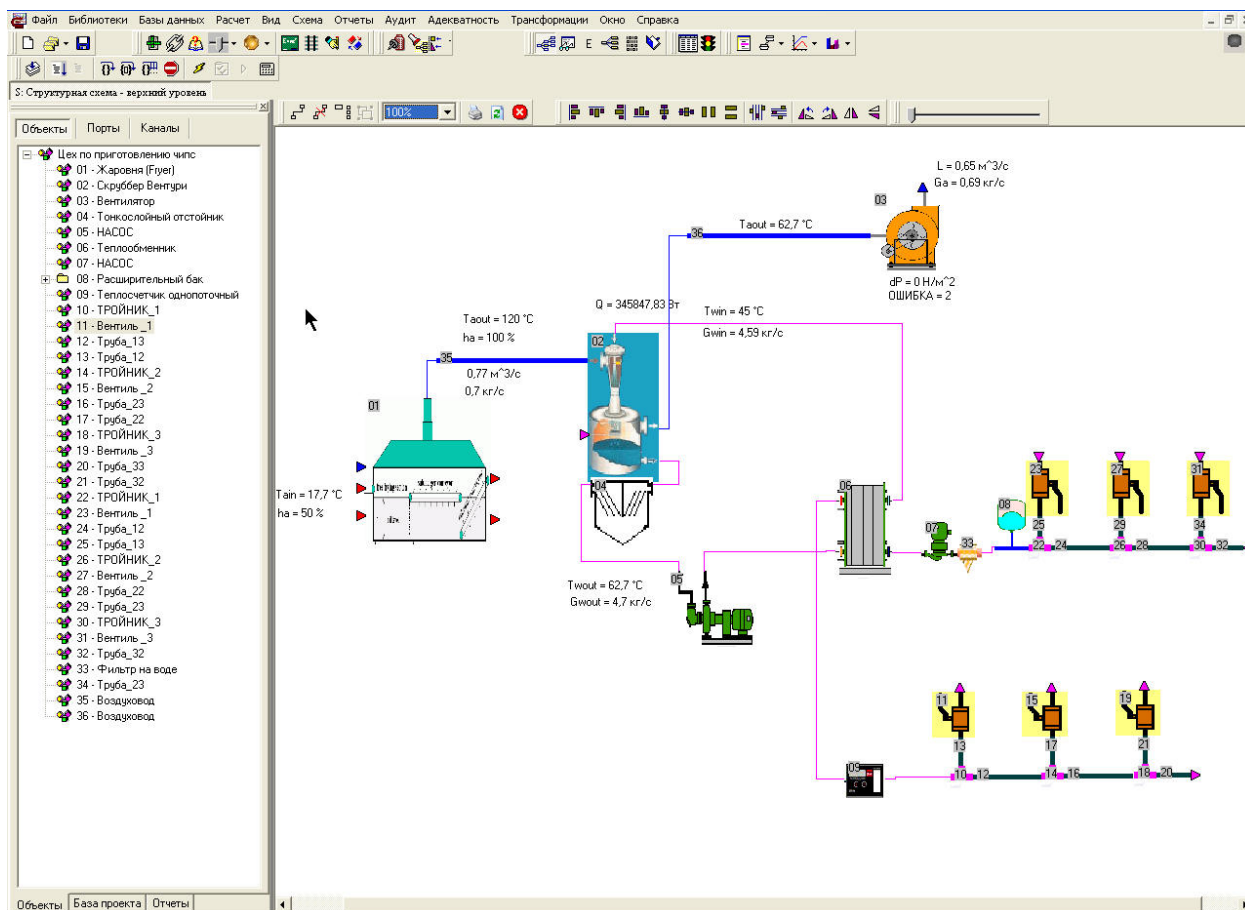 Файл Библиотеки Базы данных Расчет Вид Схема Отчеты Аудит Адекватность Трансформации Окно Справка
S: Структурная схема - верхний уровень
Объекты Порты Каналы
100%
Цех по приготовлению чипс
01 - Жаровня (Fryer)
02 - Скруббер Вентури
03 - Вентилятор
04 - Тонкослойный отстойник
05 - НАСОС
06 - Теплообменник
07 - НАСОС
08 - Расширительный бак
09 - Теплосчетчик однопоточный
10 - ТРОЙНИК_1
11 - Вентиль _1
12 - Труба_13
13 - Труба_12
14 - ТРОЙНИК_2
15 - Вентиль _2
16 - Труба_23
17 - Труба_22
18 - ТРОЙНИК_3
19 - Вентиль _3
20 - Труба_33
21 - Труба_32
22 - ТРОЙНИК_1
23 - Вентиль _1
24 - Труба_12
25 - Труба_13
26 - ТРОЙНИК_2
27 - Вентиль _2
28 - Труба_22
29 - Труба_23
30 - ТРОЙНИК_3
31 - Вентиль _3
32 - Труба_32
33 - Фильтр на воде
34 - Труба_23
35 - Воздуховод
36 - Воздуховод
Объекты База проекта Отчеты
L = 0,65 м^3/с
Ga = 0,69 кг/с
03
36
Taout = 62,7 °C
dP = 0 Н/м^2
ОШИБКА = 2
Q = 345847,83 Вт
Twin = 45 °C
Gwin = 4,59 кг/с
Taout = 120 °C
ha = 100 %
02
35
0,77 м^3/с
0,7 кг/с
01
Tain = 17,7 °C
ha = 50 %
04
Twout = 62,7 °C
Gwout = 4,7 кг/с
05
06
07
33
08
23 27 31
25 29 34
22 24 26 28 30 32
11 15 19
13 17 21
09
10 12 14 16 18 20